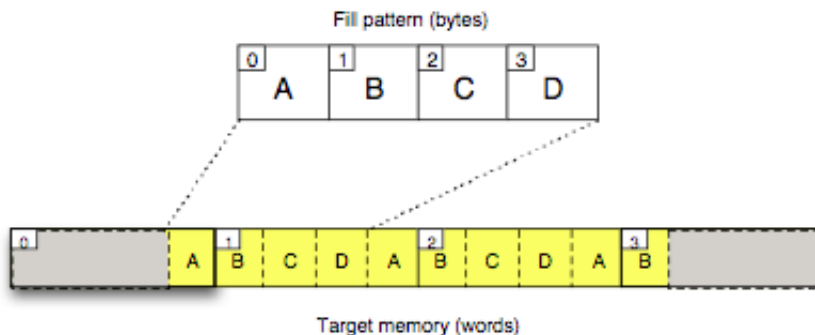 Fill pattern (bytes)
0 1 2 3
A B C D
0 1 2 3
A B C D A B C D A B
Target memory (words)